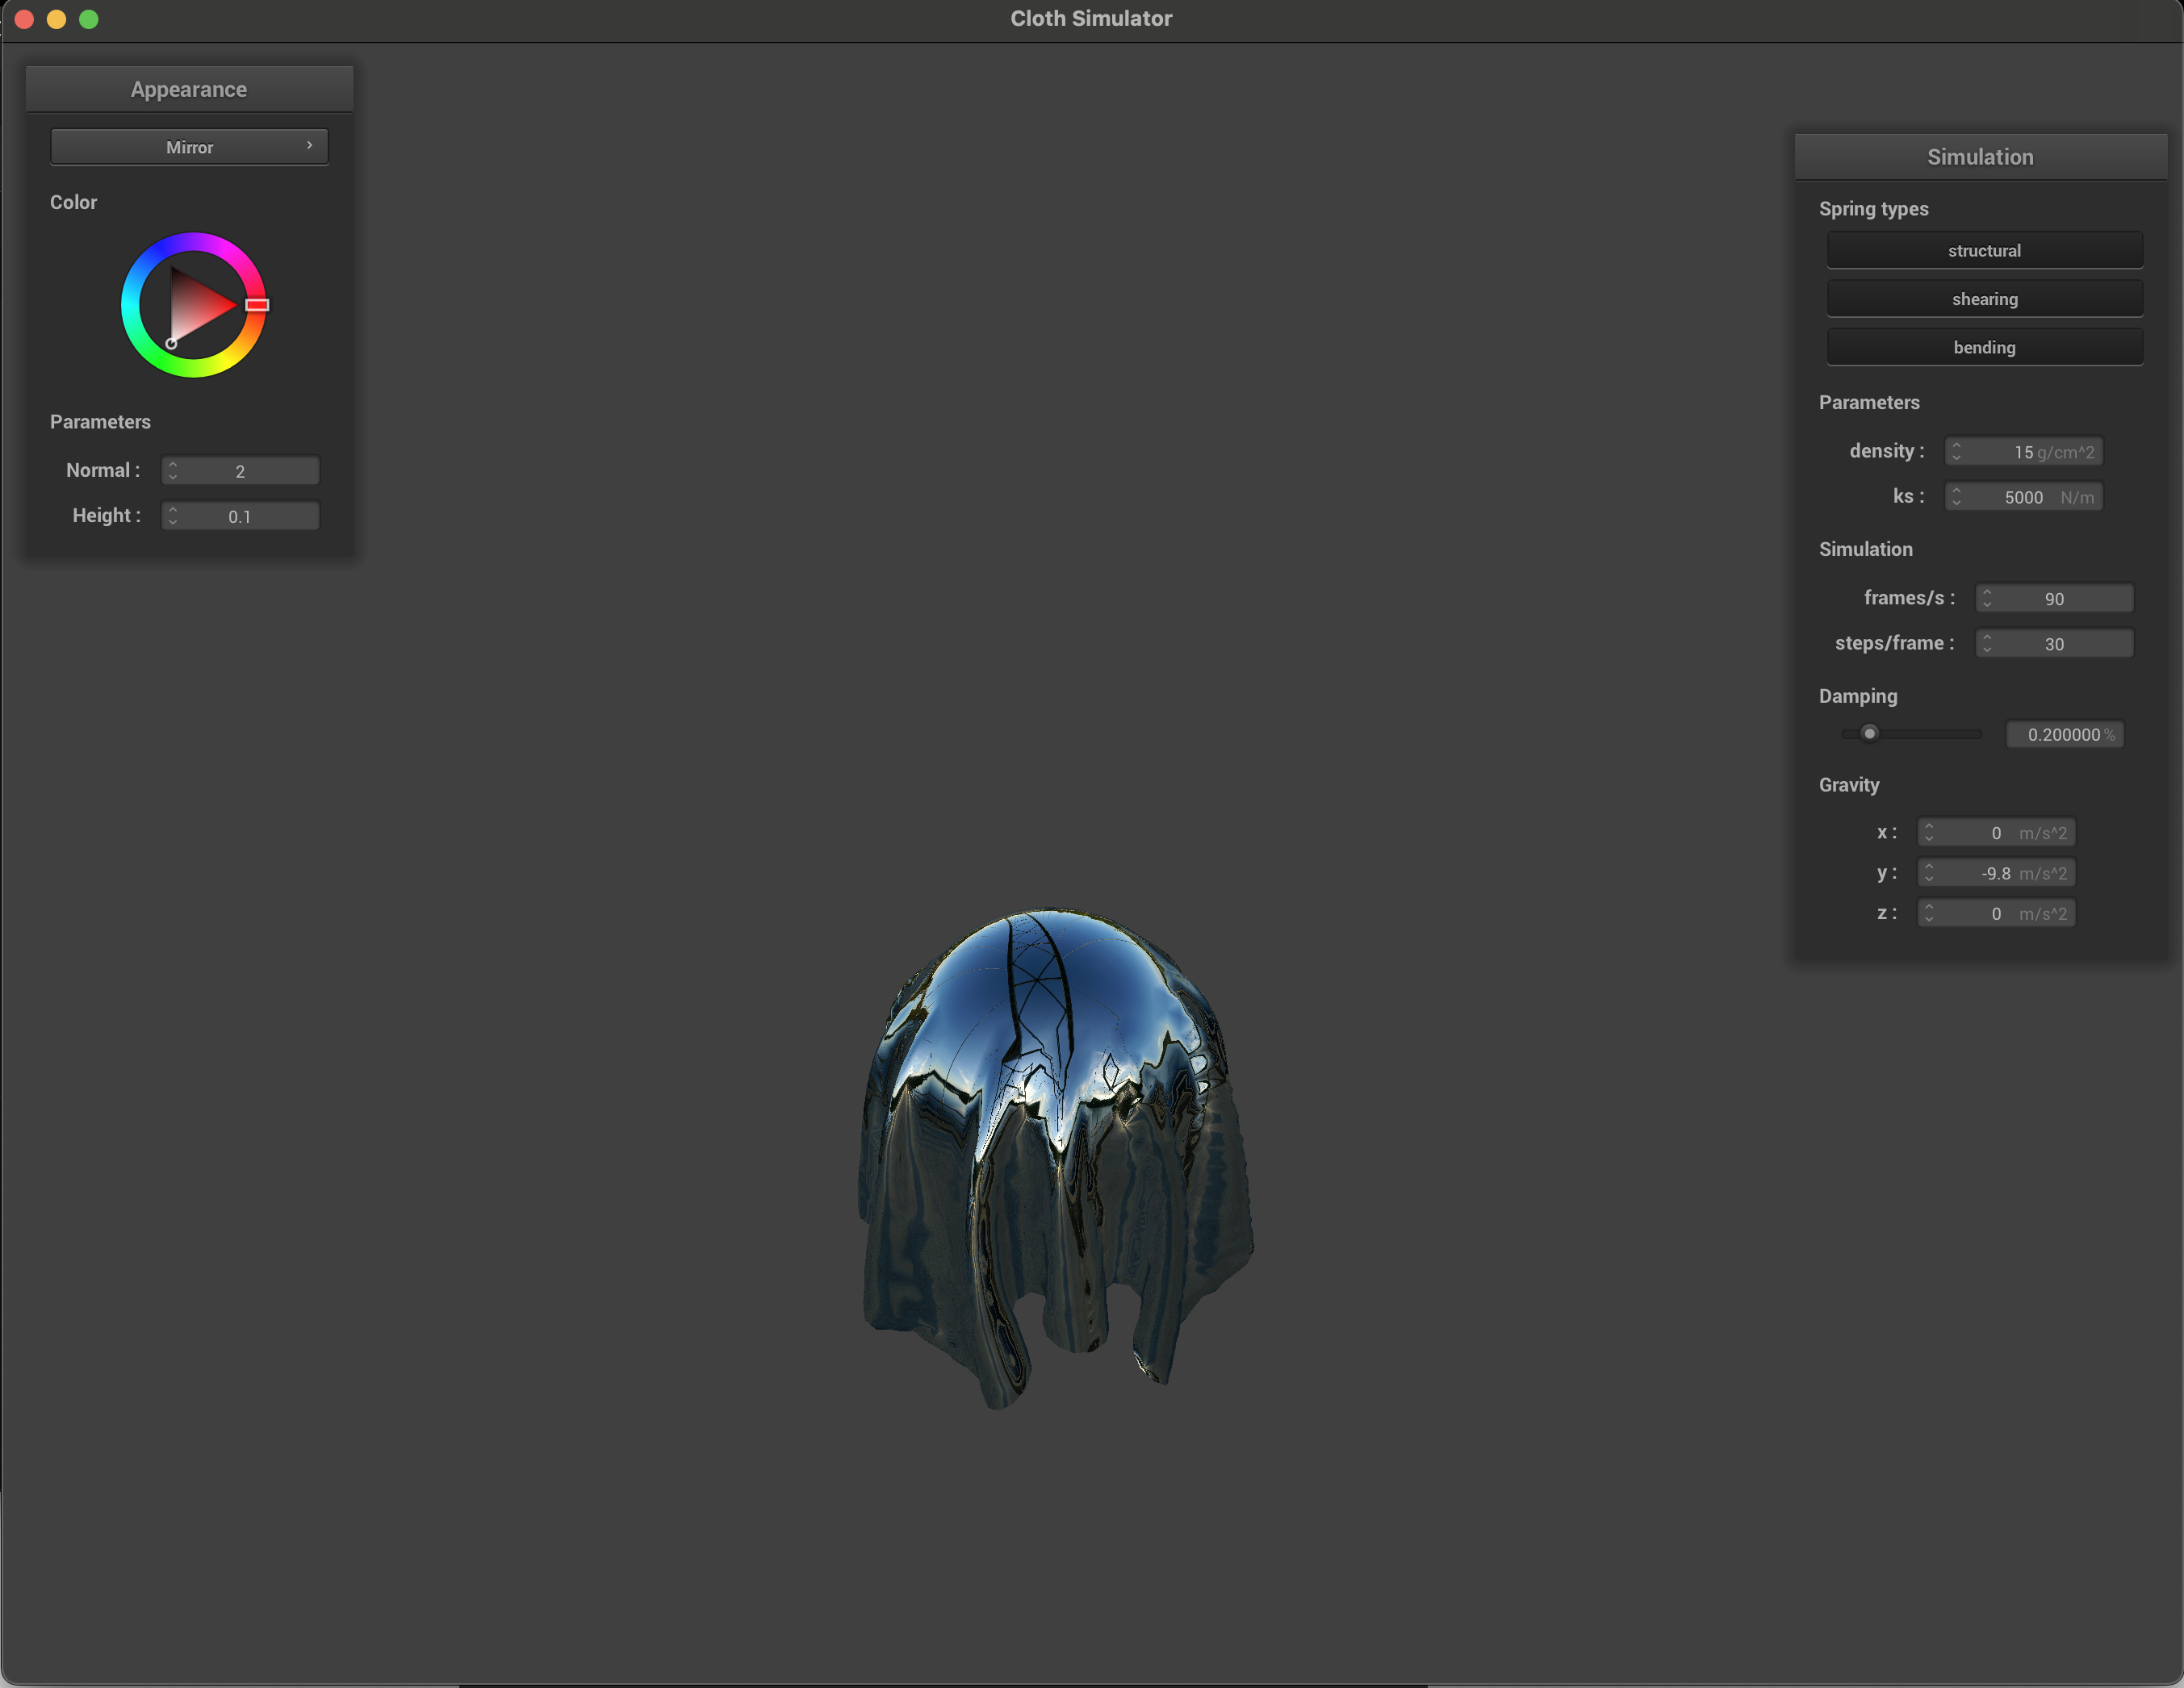 Cloth Simulator
Appearance
Mirror
Color
Parameters
Normal : 2
Height : 0.1
Simulation
Spring types
structural
shearing
bending
Parameters
density : 15 g/cm^2
ks : 5000 N/m
Simulation
frames/s : 90
steps/frame : 30
Damping
0.200000 %
Gravity
x : 0 m/s^2
y : -9.8 m/s^2
z : 0 m/s^2